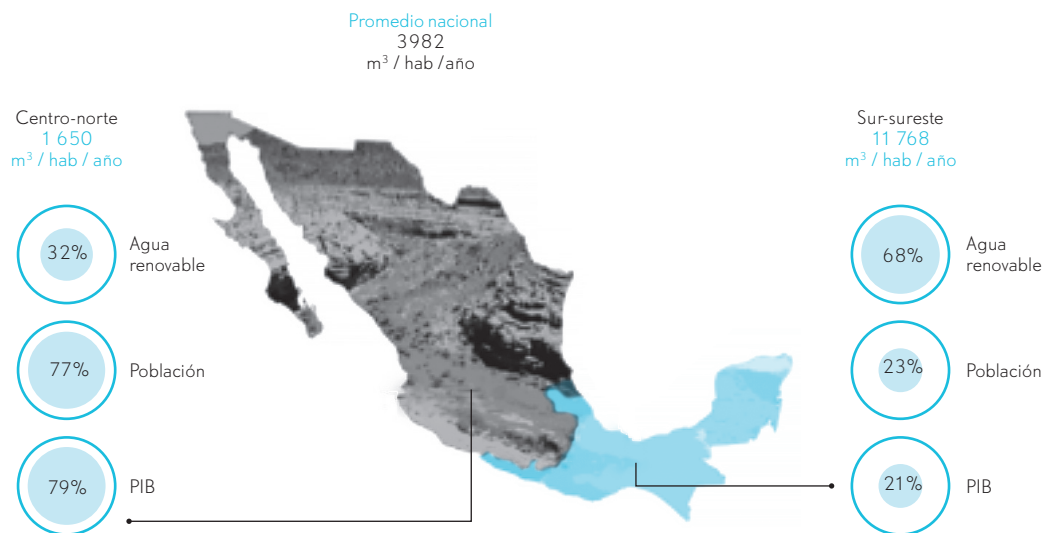 Promedio nacional
3982
m³ / hab /año
Centro-norte
1 650
m³ / hab / año
32%
Agua
renovable
77%
Población
79%
PIB
Sur-sureste
11 768
m³ / hab / año
68%
Agua
renovable
23%
Población
21%
PIB